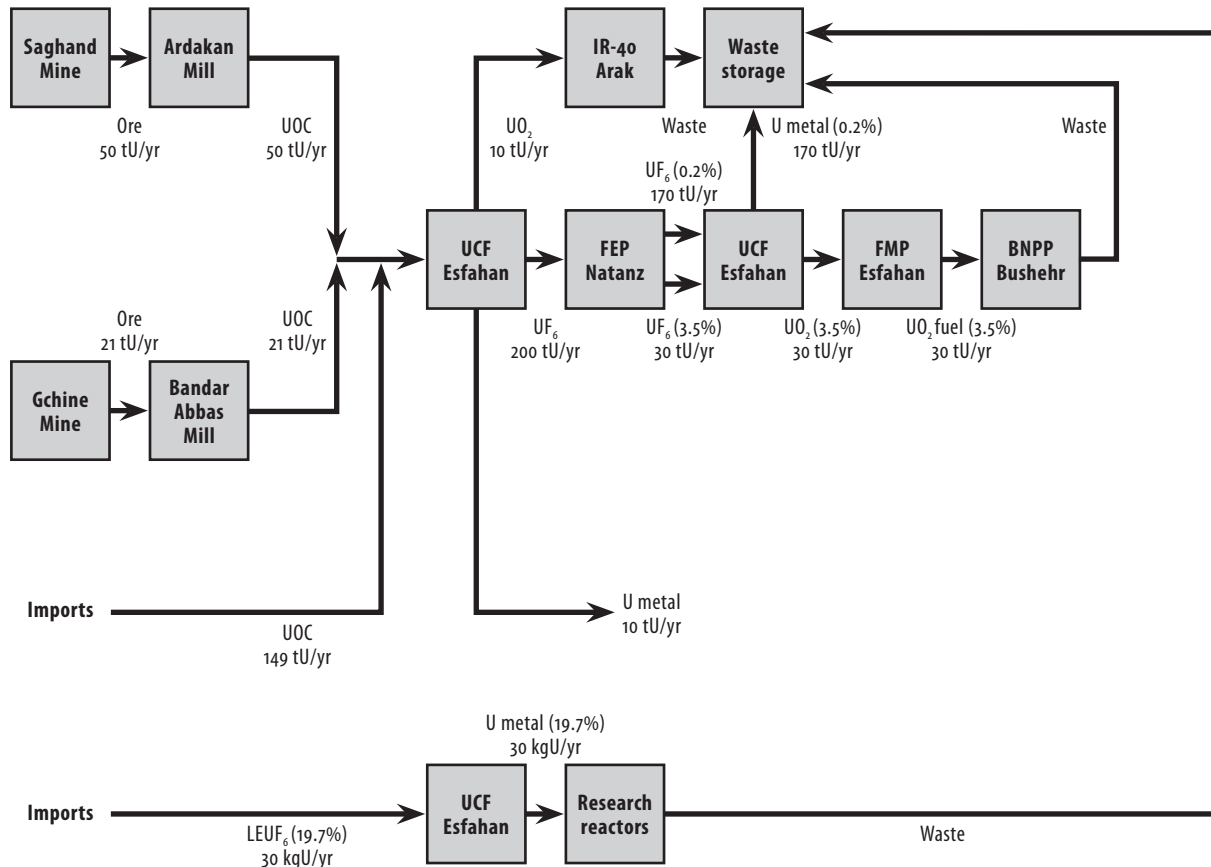 Saghand
Mine
Ardakan
Mill
IR-40
Arak
Waste
storage
Ore
50 tU/yr
UOC
50 tU/yr
UO₂
10 tU/yr
Waste
U metal (0.2%)
170 tU/yr
Waste
UF₆ (0.2%)
170 tU/yr
UCF
Esfahan
FEP
Natanz
UCF
Esfahan
FMP
Esfahan
BNPP
Bushehr
Ore
21 tU/yr
UOC
21 tU/yr
UF₆
200 tU/yr
UF₆ (3.5%)
30 tU/yr
UO₂ (3.5%)
30 tU/yr
UO₂ fuel (3.5%)
30 tU/yr
Gchine
Mine
Bandar
Abbas
Mill
Imports
UOC
149 tU/yr
U metal
10 tU/yr
U metal (19.7%)
30 kgU/yr
Imports
UCF
Esfahan
Research
reactors
LEUF₆ (19.7%)
30 kgU/yr
Waste